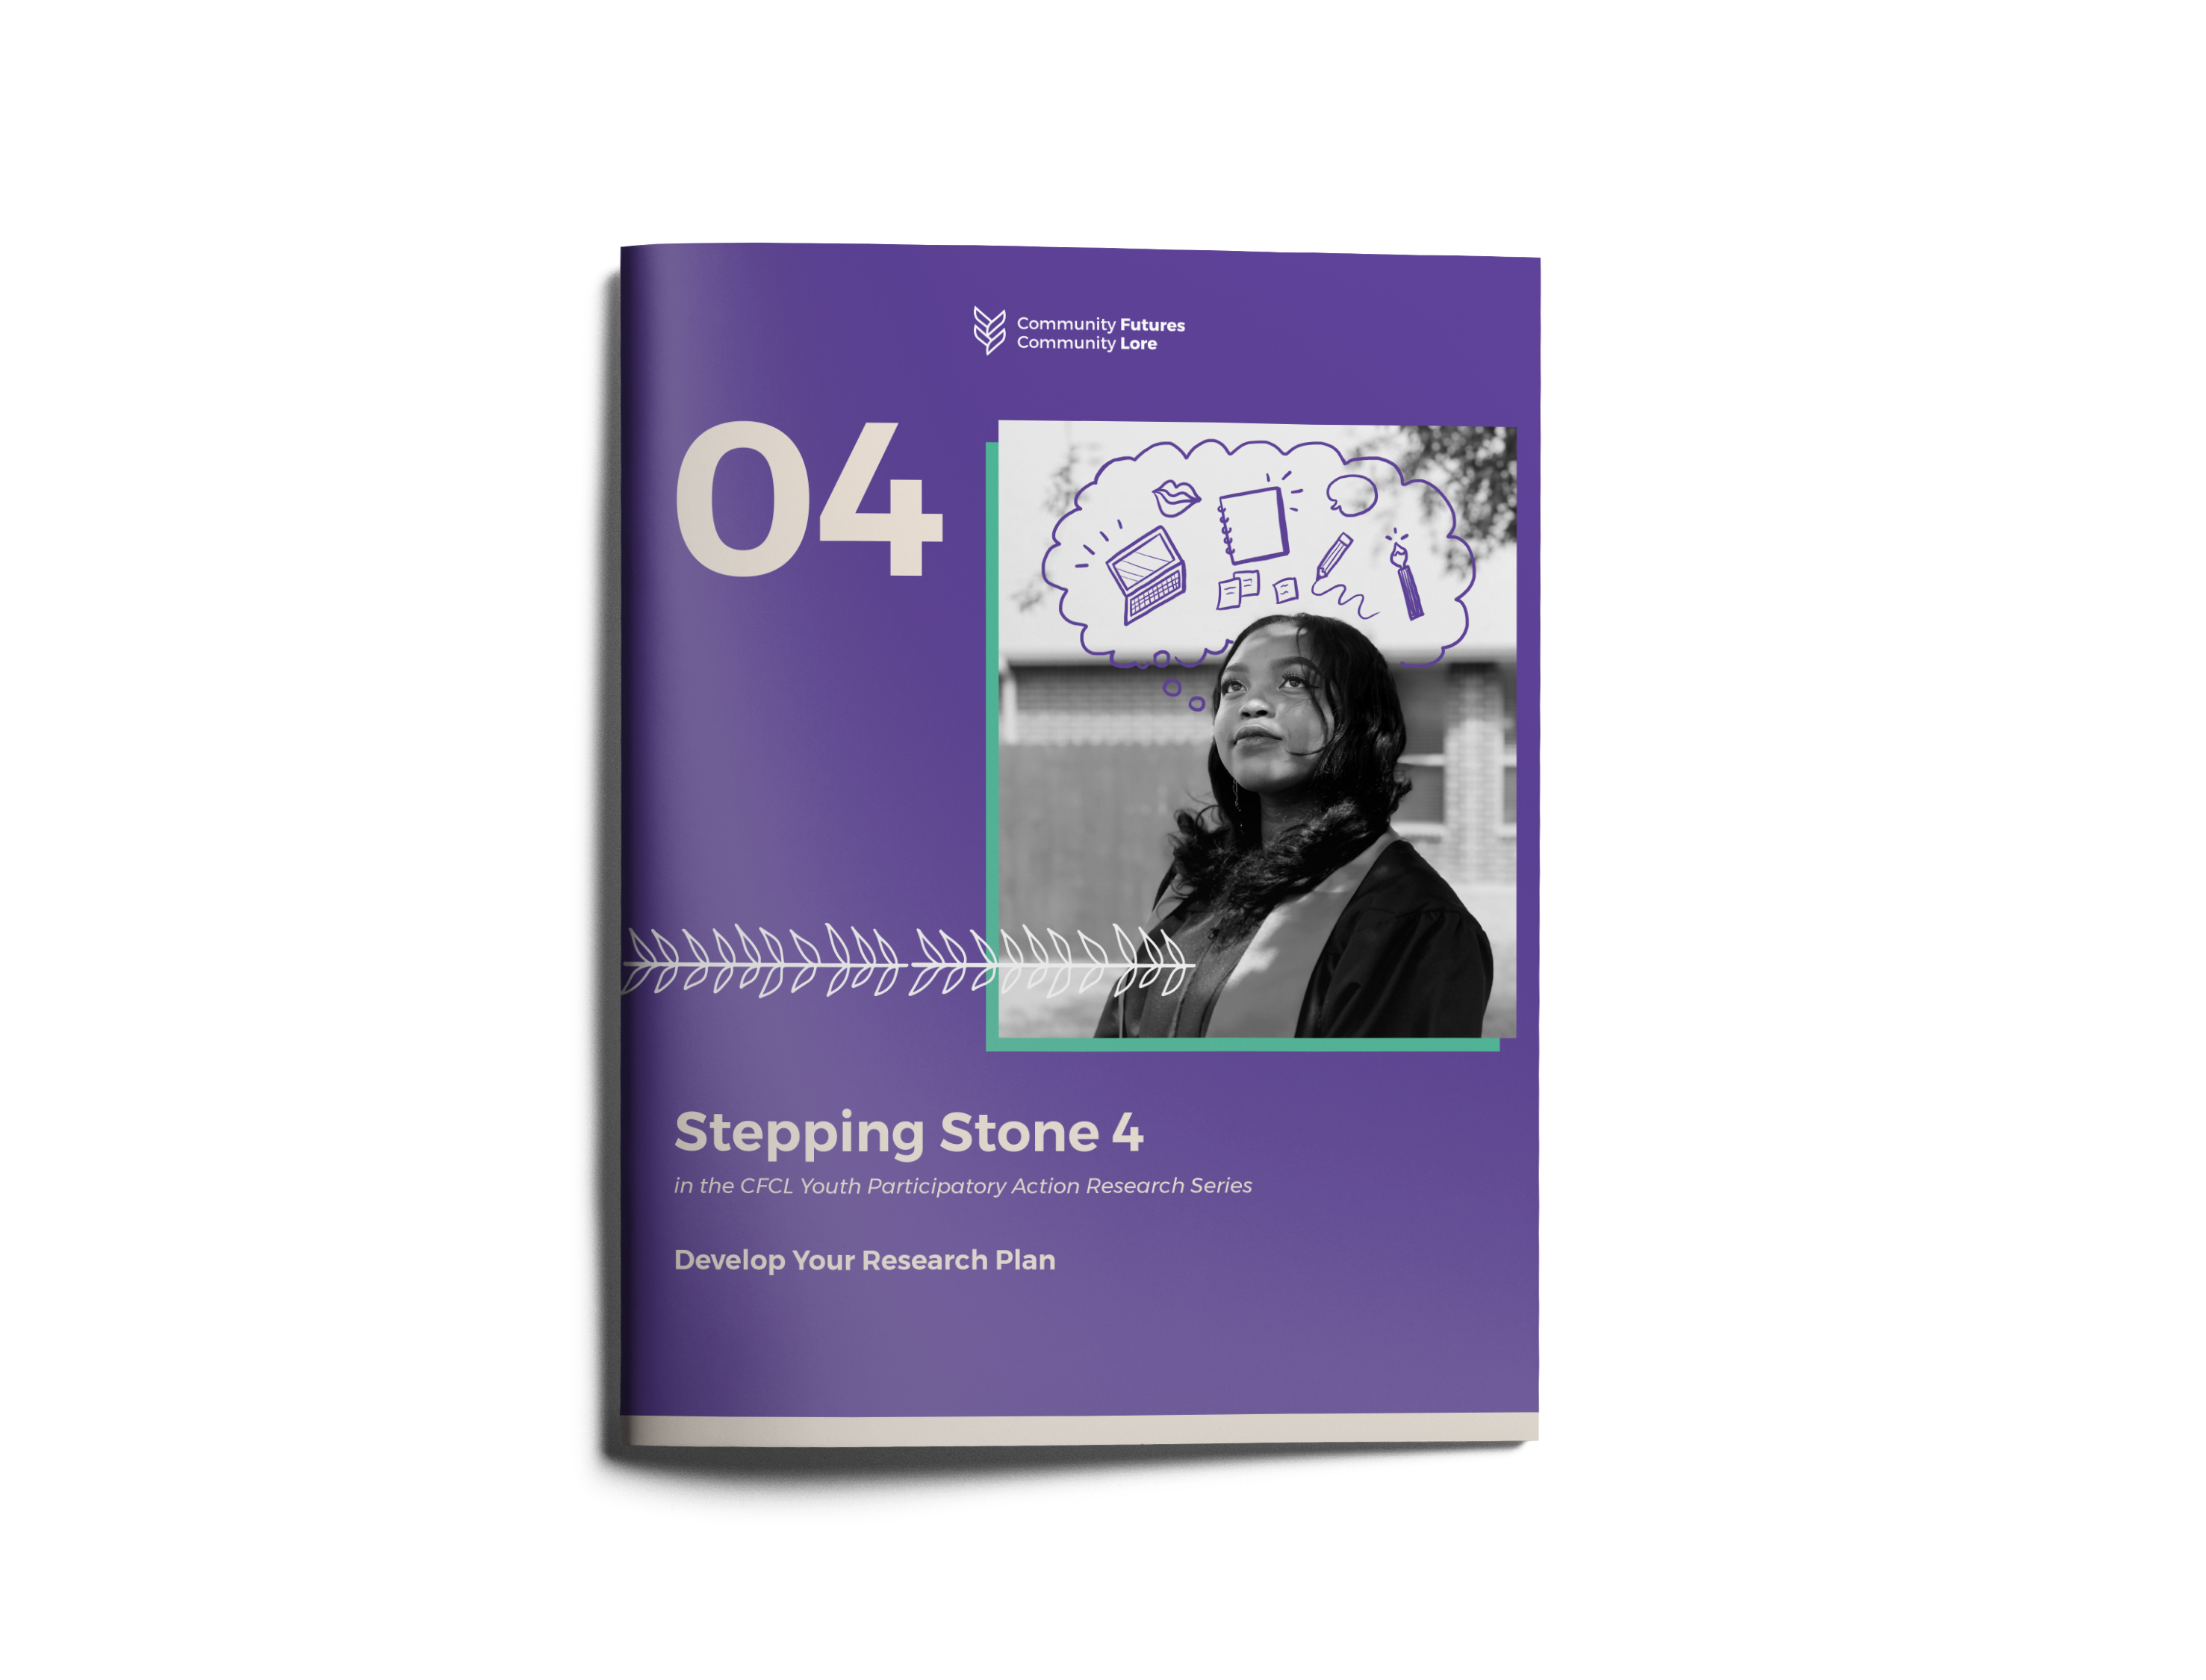 Community Futures
Community Lore
04
Stepping Stone 4
in the CFCL Youth Participatory Action Research Series
Develop Your Research Plan